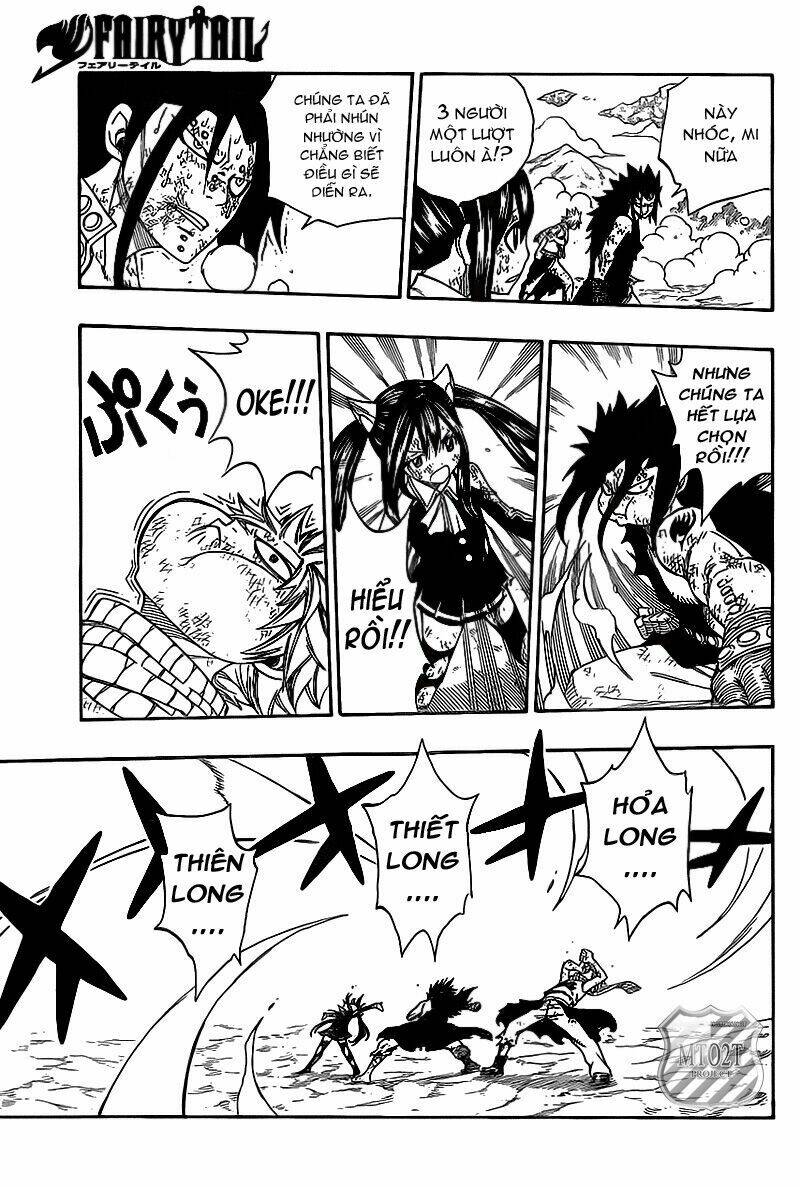 FAIRY TAIL
フェアリーテイル
NÀY
NHÓC, MI
NỮA
3 NGƯỜI
MỘT LƯỢT
LUÔN À!?
CHÚNG TA ĐÃ
PHẢI NHÚN
NHƯỜNG VÌ
CHẲNG BIẾT
ĐIỀU GÌ SẼ
DIỄN RA.
NHƯNG
CHÚNG TA
HẾT LỰA
CHỌN
RỒI!!!
HIỂU
RỒI!!
OKE!!!
ぷくぅ
HỎA
LONG
....
THIẾT
LONG
....
THIÊN
LONG
....
MT02T
PROJECT